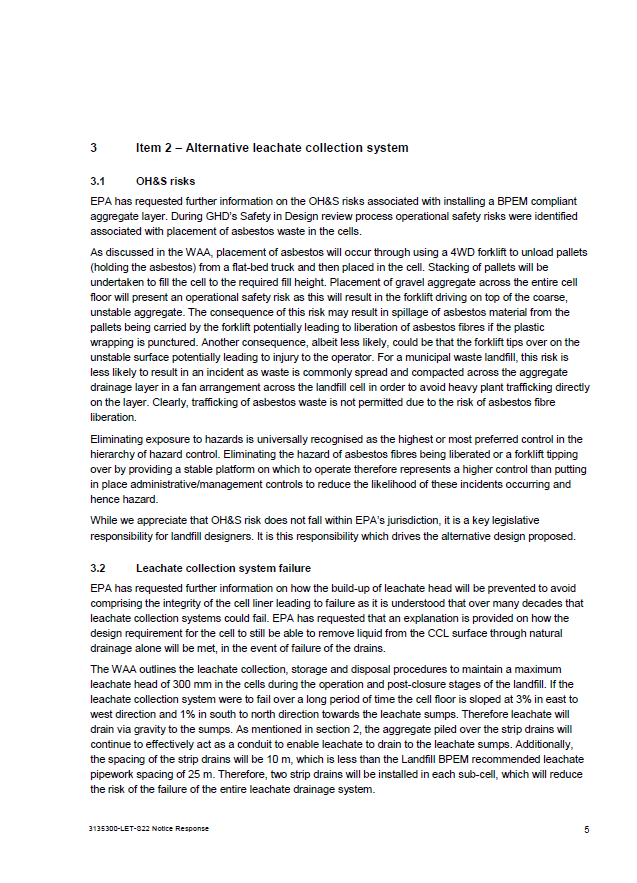 3 Item 2 – Alternative leachate collection system
3.1 OH&S risks
EPA has requested further information on the OH&S risks associated with installing a BPEM compliant
aggregate layer. During GHD's Safety in Design review process operational safety risks were identified
associated with placement of asbestos waste in the cells.
As discussed in the WAA, placement of asbestos will occur through using a 4WD forklift to unload pallets
(holding the asbestos) from a flat-bed truck and then placed in the cell. Stacking of pallets will be
undertaken to fill the cell to the required fill height. Placement of gravel aggregate across the entire cell
floor will present an operational safety risk as this will result in the forklift driving on top of the coarse,
unstable aggregate. The consequence of this risk may result in spillage of asbestos material from the
pallets being carried by the forklift potentially leading to liberation of asbestos fibres if the plastic
wrapping is punctured. Another consequence, albeit less likely, could be that the forklift tips over on the
unstable surface potentially leading to injury to the operator. For a municipal waste landfill, this risk is
less likely to result in an incident as waste is commonly spread and compacted across the aggregate
drainage layer in a fan arrangement across the landfill cell in order to avoid heavy plant trafficking directly
on the layer. Clearly, trafficking of asbestos waste is not permitted due to the risk of asbestos fibre
liberation.
Eliminating exposure to hazards is universally recognised as the highest or most preferred control in the
hierarchy of hazard control. Eliminating the hazard of asbestos fibres being liberated or a forklift tipping
over by providing a stable platform on which to operate therefore represents a higher control than putting
in place administrative/management controls to reduce the likelihood of these incidents occurring and
hence hazard.
While we appreciate that OH&S risk does not fall within EPA's jurisdiction, it is a key legislative
responsibility for landfill designers. It is this responsibility which drives the alternative design proposed.
3.2 Leachate collection system failure
EPA has requested further information on how the build-up of leachate head will be prevented to avoid
comprising the integrity of the cell liner leading to failure as it is understood that over many decades that
leachate collection systems could fail. EPA has requested that an explanation is provided on how the
design requirement for the cell to still be able to remove liquid from the CCL surface through natural
drainage alone will be met, in the event of failure of the drains.
The WAA outlines the leachate collection, storage and disposal procedures to maintain a maximum
leachate head of 300 mm in the cells during the operation and post-closure stages of the landfill. If the
leachate collection system were to fail over a long period of time the cell floor is sloped at 3% in east to
west direction and 1% in south to north direction towards the leachate sumps. Therefore leachate will
drain via gravity to the sumps. As mentioned in section 2, the aggregate piled over the strip drains will
continue to effectively act as a conduit to enable leachate to drain to the leachate sumps. Additionally,
the spacing of the strip drains will be 10 m, which is less than the Landfill BPEM recommended leachate
pipework spacing of 25 m. Therefore, two strip drains will be installed in each sub-cell, which will reduce
the risk of the failure of the entire leachate drainage system.
3135300-LET-S22 Notice Response 5